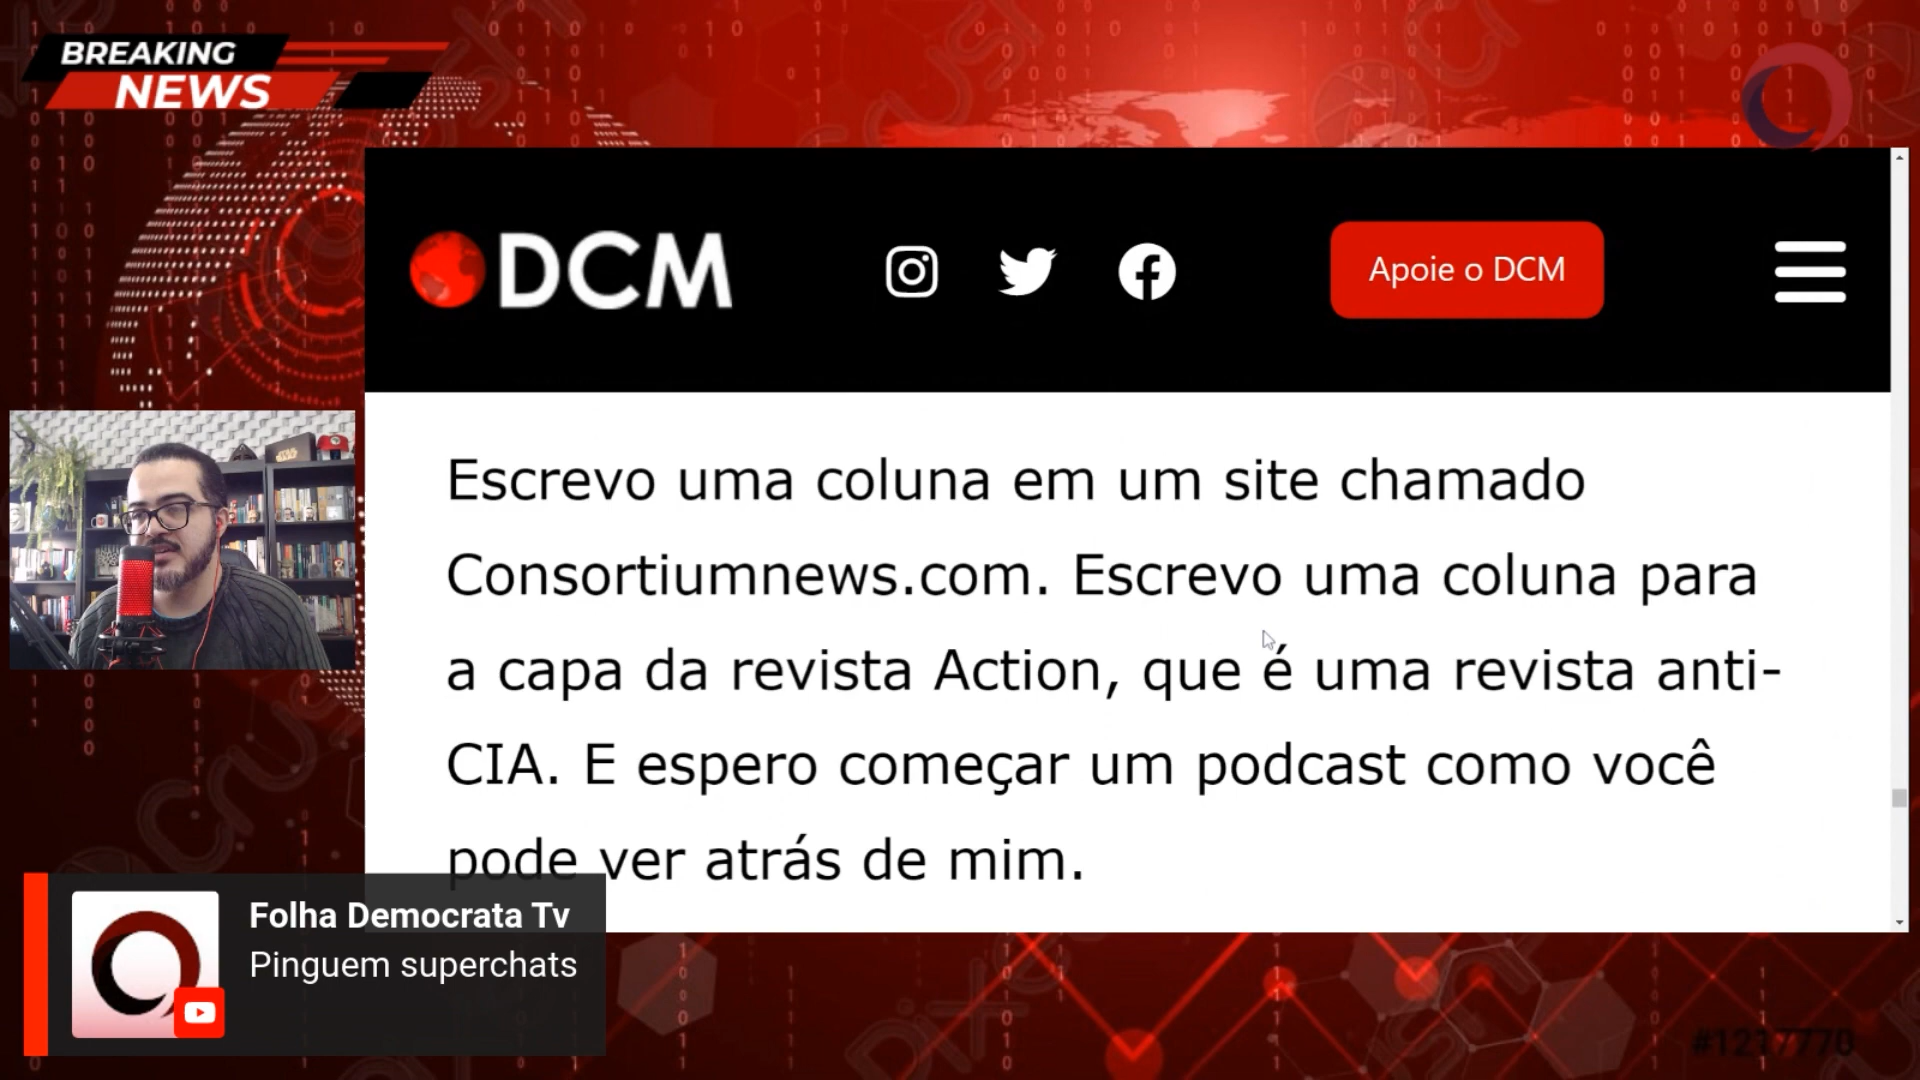 BREAKING
NEWS
DCM
Apoie o DCM
Escrevo uma coluna em um site chamado
Consortiumnews.com. Escrevo uma coluna para
a capa da revista Action, que é uma revista anti-
CIA. E espero começar um podcast como você
pode ver atrás de mim.
Folha Democrata Tv
Pinguem superchats
#1217770